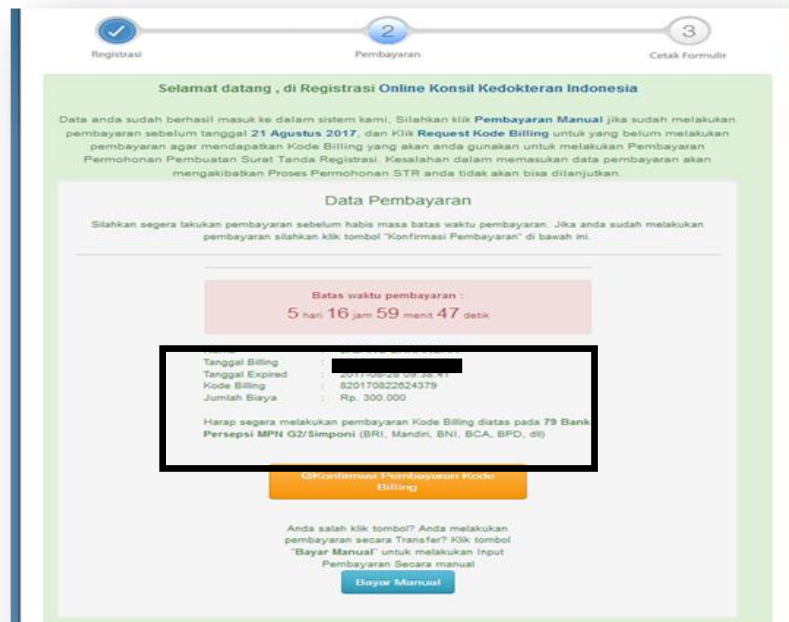 2
3
Registrasi
Pembayaran
Cetak Formulir
Selamat datang , di Registrasi Online Konsil Kedokteran Indonesia
Data anda sudah berhasil masuk ke dalam sistem kami, Silahkan klik Pembayaran Manual jika sudah melakukan
pembayaran sebelum tanggal 21 Agustus 2017, dan Klik Request Kode Billing untuk yang belum melakukan
pembayaran agar mendapatkan Kode Billing yang akan anda gunakan untuk melakukan Pembayaran
Permohonan Pembuatan Surat Tanda Registrasi. Kesalahan dalam memasukan data pembayaran akan
mengakibatkan Proses Permohonan STR anda tidak akan bisa dilanjutkan.
Data Pembayaran
Silahkan segera lakukan pembayaran sebelum habis masa batas waktu pembayaran. Jika anda sudah melakukan
pembayaran silahkan klik tombol "Konfirmasi Pembayaran" di bawah ini.
Batas waktu pembayaran :
5 hari 16 jam 59 menit 47 detik
Tanggal Billing :
Tanggal Expired :
Kode Billing : 820170822624379
Jumlah Biaya : Rp. 300.000
Harap segera melakukan pembayaran Kode Billing diatas pada 79 Bank
Persepsi MPN G2/Simponi (BRI, Mandiri, BNI, BCA, BPD, dll)
Konfirmasi Pembayaran Kode
Billing
Anda salah klik tombol? Anda melakukan
pembayaran secara Transfer? Klik tombol
"Bayar Manual" untuk melakukan Input
Pembayaran Secara manual
Bayar Manual